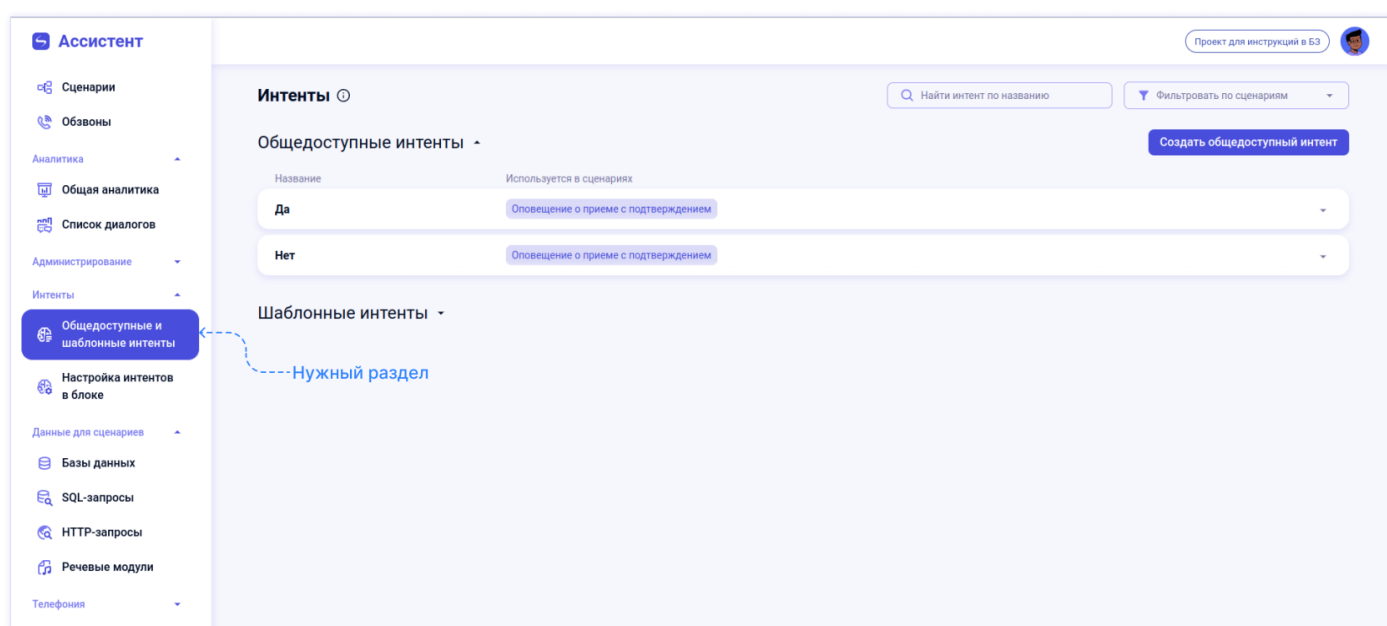 Ассистент
Проект для инструкций в БЗ
Сценарии
Обзвоны
Аналитика
Общая аналитика
Список диалогов
Администрирование
Интенты
Общедоступные и
шаблонные интенты
Настройка интентов
в блоке
Данные для сценариев
Базы данных
SQL-запросы
HTTP-запросы
Речевые модули
Телефония
Интенты
Найти интент по названию
Фильтровать по сценариям
Общедоступные интенты
Создать общедоступный интент
Название
Используется в сценариях
Да
Оповещение о приеме с подтверждением
Нет
Оповещение о приеме с подтверждением
Шаблонные интенты
Нужный раздел